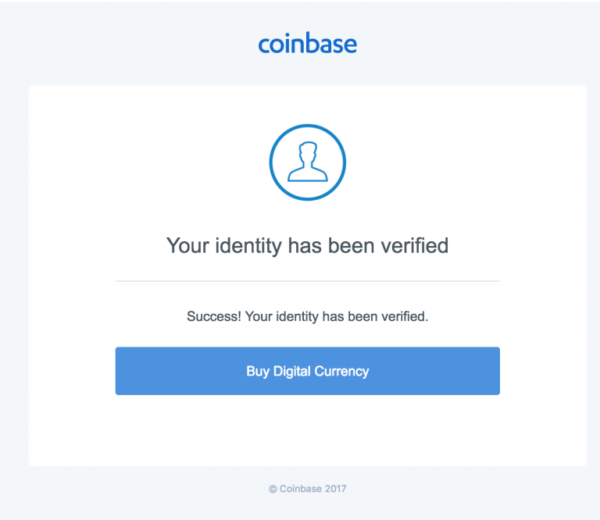 coinbase
Your identity has been verified
Success! Your identity has been verified.
Buy Digital Currency
© Coinbase 2017